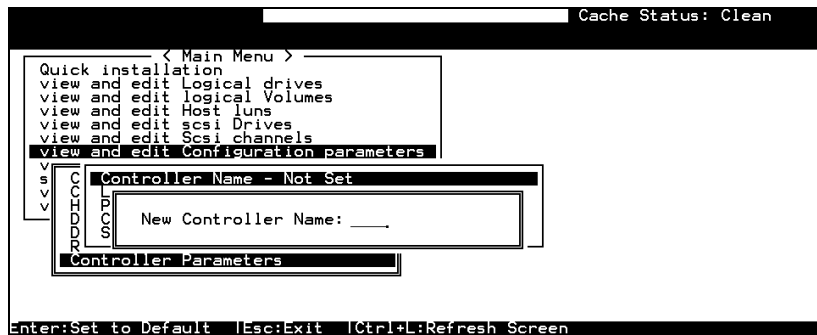 Cache Status: Clean
< Main Menu >
Quick installation
view and edit Logical drives
view and edit logical Volumes
view and edit Host luns
view and edit scsi Drives
view and edit Scsi channels
view and edit Configuration parameters
v
s C Controller Name - Not Set
v C L
v H P
D C New Controller Name: ____.
D S
R
Controller Parameters
Enter:Set to Default |Esc:Exit |Ctrl+L:Refresh Screen